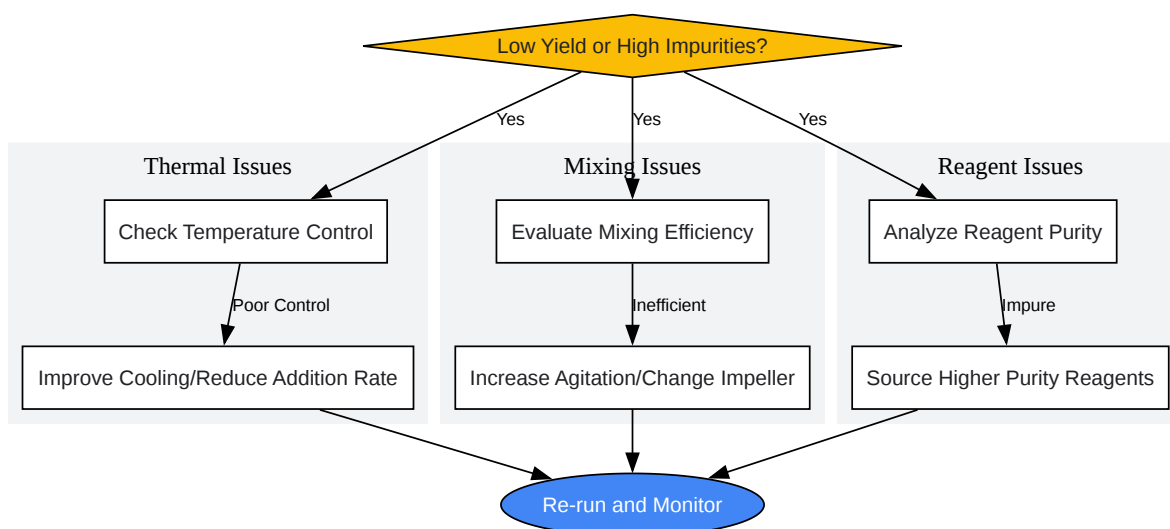 Low Yield or High Impurities?
Yes
Yes
Yes
Thermal Issues
Mixing Issues
Reagent Issues
Check Temperature Control
Evaluate Mixing Efficiency
Analyze Reagent Purity
Poor Control
Inefficient
Impure
Improve Cooling/Reduce Addition Rate
Increase Agitation/Change Impeller
Source Higher Purity Reagents
Re-run and Monitor